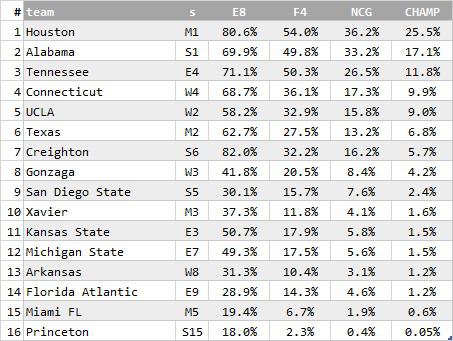 # team s E8 F4 NCG CHAMP
1 Houston M1 80.6% 54.0% 36.2% 25.5%
2 Alabama S1 69.9% 49.8% 33.2% 17.1%
3 Tennessee E4 71.1% 50.3% 26.5% 11.8%
4 Connecticut W4 68.7% 36.1% 17.3% 9.9%
5 UCLA W2 58.2% 32.9% 15.8% 9.0%
6 Texas M2 62.7% 27.5% 13.2% 6.8%
7 Creighton S6 82.0% 32.2% 16.2% 5.7%
8 Gonzaga W3 41.8% 20.5% 8.4% 4.2%
9 San Diego State S5 30.1% 15.7% 7.6% 2.4%
10 Xavier M3 37.3% 11.8% 4.1% 1.6%
11 Kansas State E3 50.7% 17.9% 5.8% 1.5%
12 Michigan State E7 49.3% 17.5% 5.6% 1.5%
13 Arkansas W8 31.3% 10.4% 3.1% 1.2%
14 Florida Atlantic E9 28.9% 14.3% 4.6% 1.2%
15 Miami FL M5 19.4% 6.7% 1.9% 0.6%
16 Princeton S15 18.0% 2.3% 0.4% 0.05%